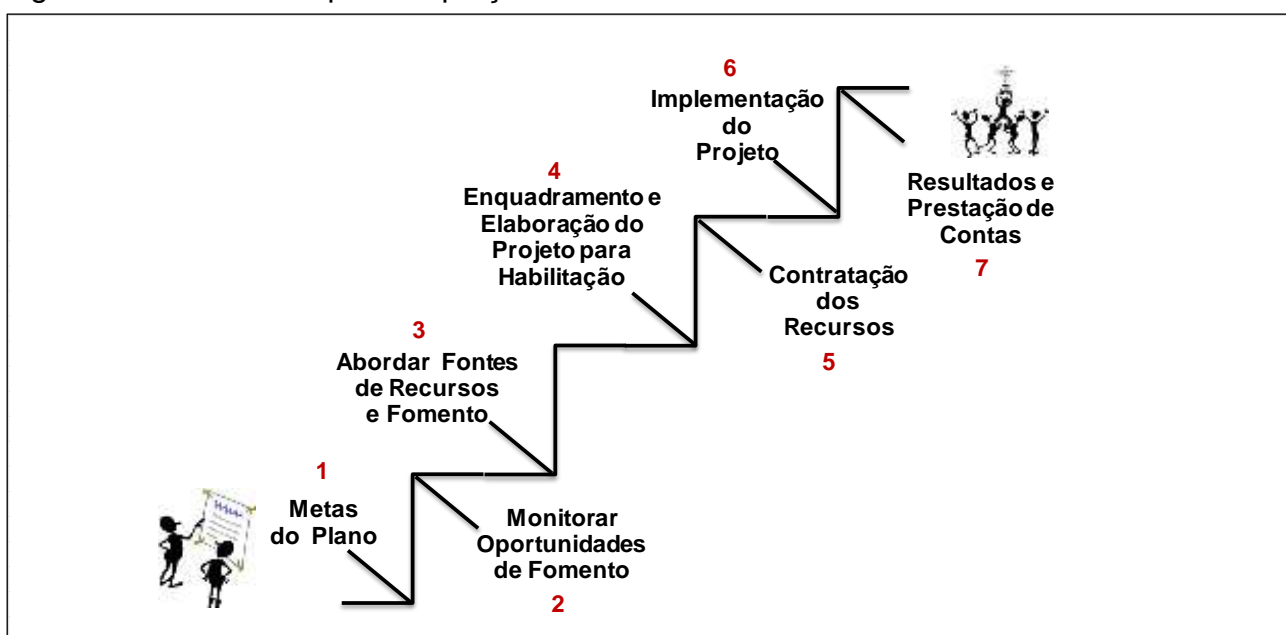 1
Metas
do Plano
2
Monitorar
Oportunidades
de Fomento
3
Abordar Fontes
de Recursos
e Fomento
4
Enquadramento e
Elaboração do
Projeto para
Habilitação
5
Contratação
dos
Recursos
6
Implementação
do
Projeto
7
Resultados e
Prestação de
Contas